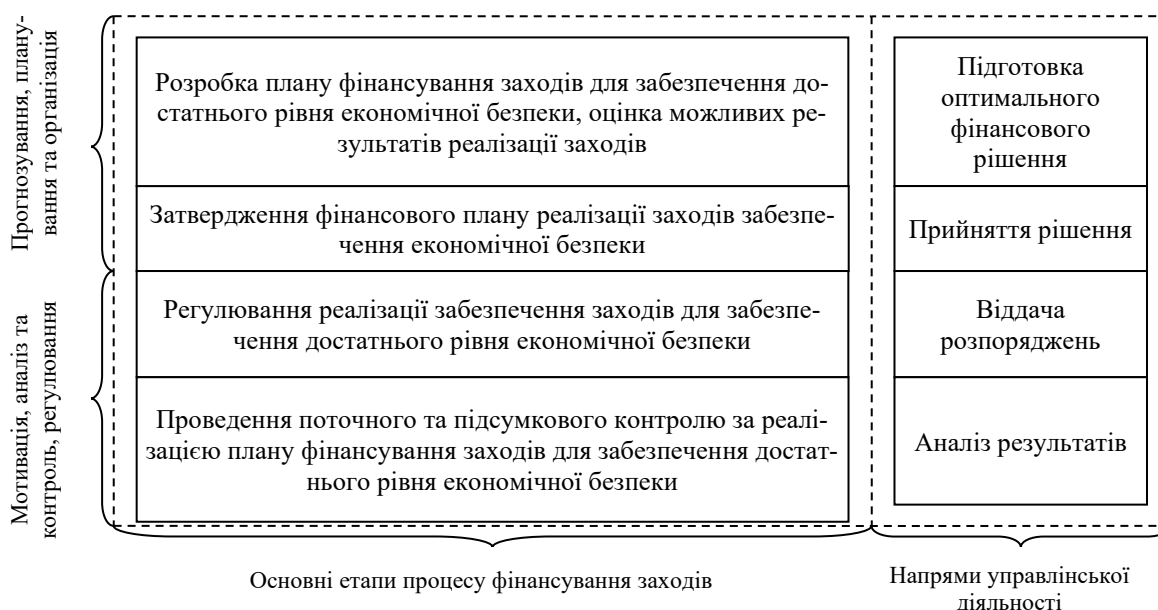 Прогнозування, плану-
вання та організація
Розробка плану фінансування заходів для забезпечення до-
статнього рівня економічної безпеки, оцінка можливих ре-
зультатів реалізації заходів
Підготовка
оптимального
фінансового
рішення
Затвердження фінансового плану реалізації заходів забезпе-
чення економічної безпеки
Прийняття рішення
Мотивація, аналіз та
контроль, регулювання
Регулювання реалізації забезпечення заходів для забезпе-
чення достатнього рівня економічної безпеки
Віддача
розпоряджень
Проведення поточного та підсумкового контролю за реалі-
зацією плану фінансування заходів для забезпечення достат-
нього рівня економічної безпеки
Аналіз результатів
Основні етапи процесу фінансування заходів
Напрями управлінської
діяльності